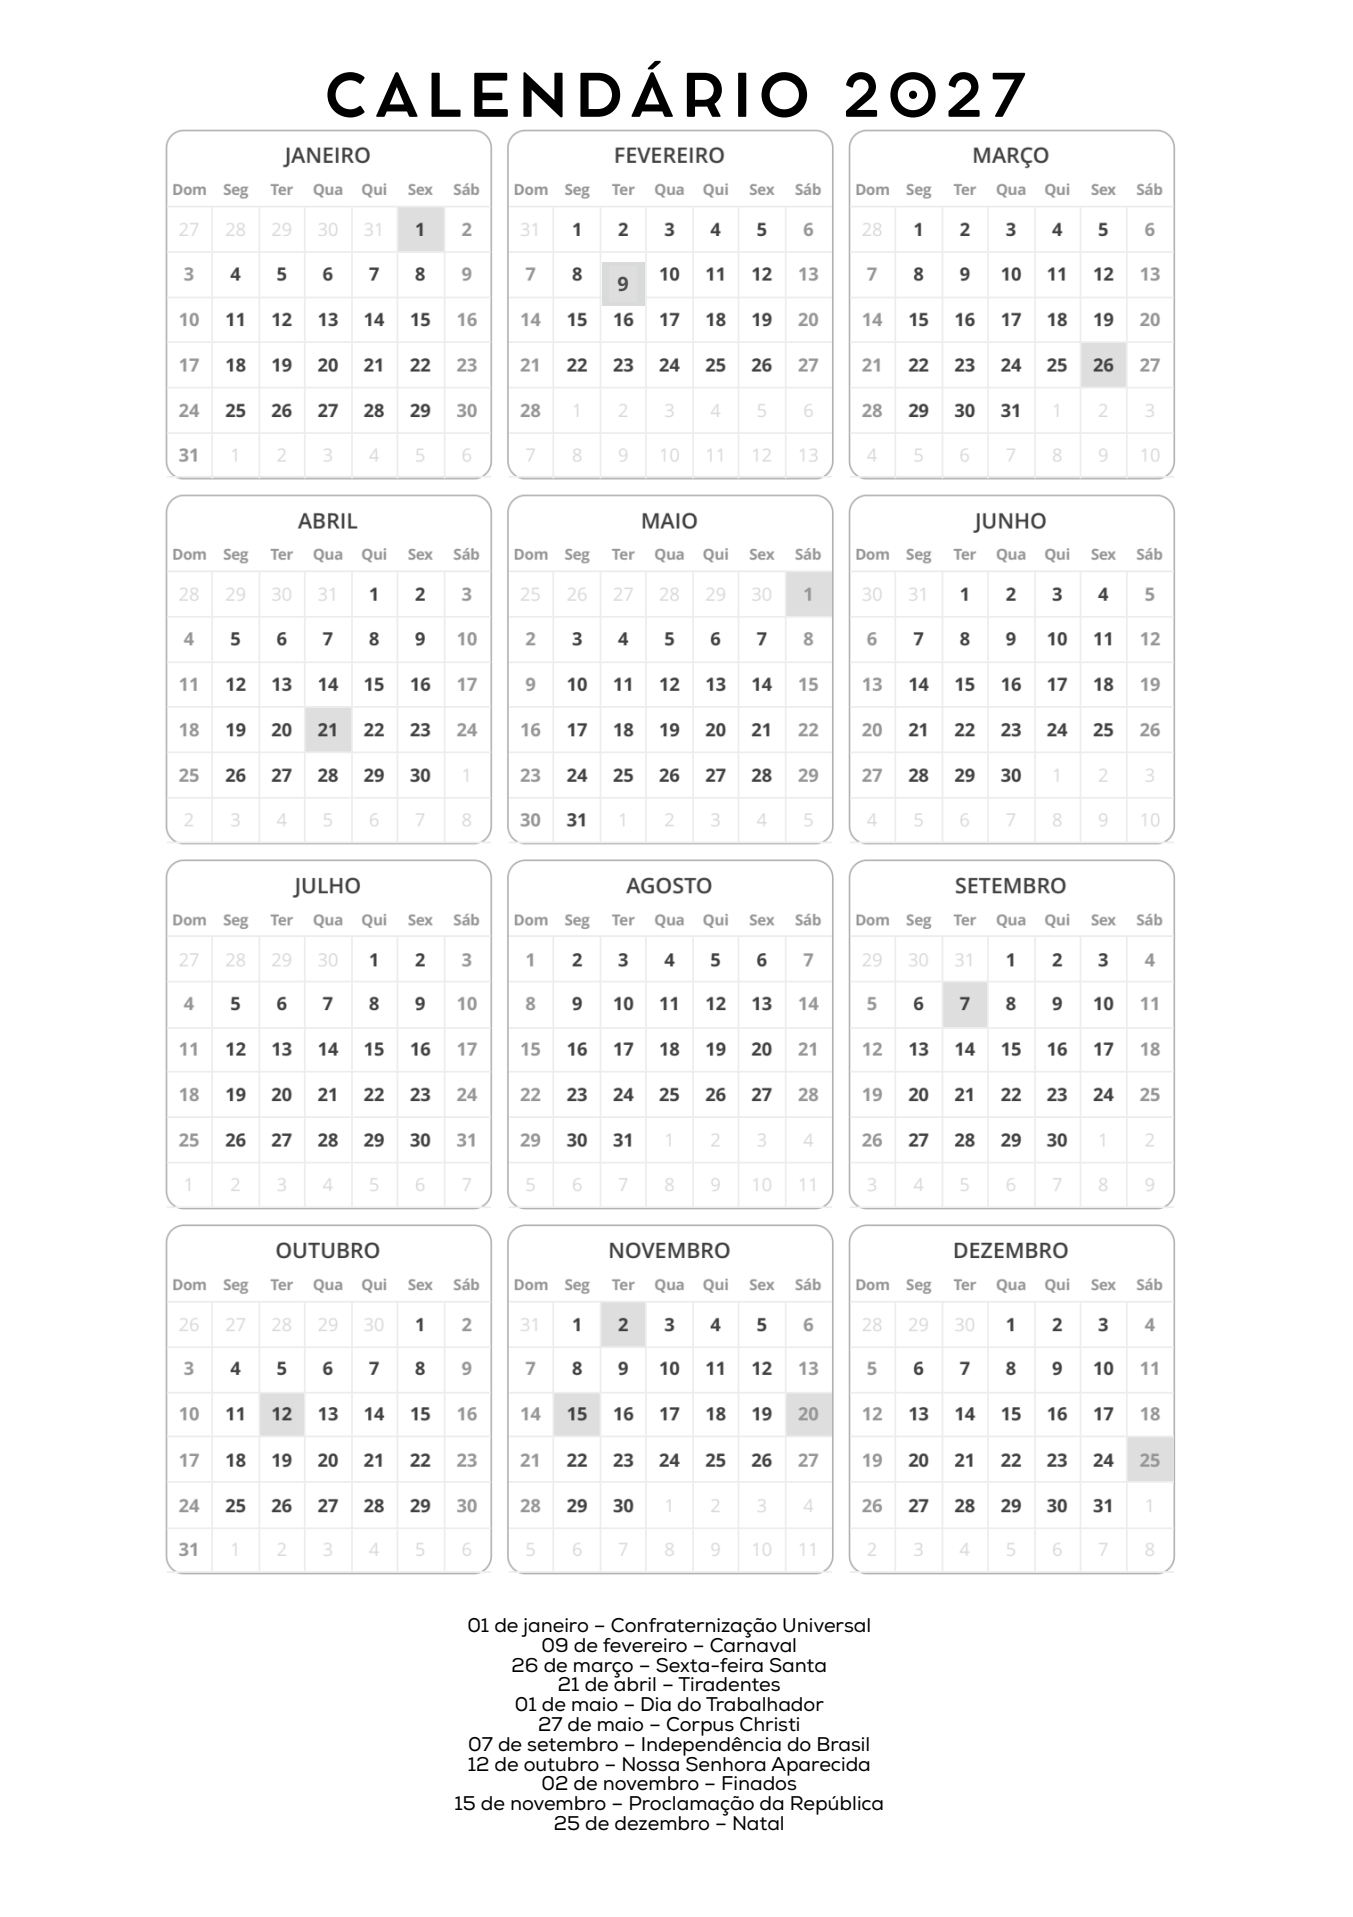 CALENDÁRIO 2027
JANEIRO FEVEREIRO MARÇO
Dom Seg Ter Qua Qui Sex Sáb Dom Seg Ter Qua Qui Sex Sáb Dom Seg Ter Qua Qui Sex Sáb
27 28 29 30 31 1 2 31 1 2 3 4 5 6 28 1 2 3 4 5 6
3 4 5 6 7 8 9 7 8 9 10 11 12 13 7 8 9 10 11 12 13
10 11 12 13 14 15 16 14 15 16 17 18 19 20 14 15 16 17 18 19 20
17 18 19 20 21 22 23 21 22 23 24 25 26 27 21 22 23 24 25 26 27
24 25 26 27 28 29 30 28 1 2 3 4 5 6 28 29 30 31 1 2 3
31 1 2 3 4 5 6 7 8 9 10 11 12 13 4 5 6 7 8 9 10
ABRIL MAIO JUNHO
Dom Seg Ter Qua Qui Sex Sáb Dom Seg Ter Qua Qui Sex Sáb Dom Seg Ter Qua Qui Sex Sáb
28 29 30 31 1 2 3 25 26 27 28 29 30 1 30 31 1 2 3 4 5
4 5 6 7 8 9 10 2 3 4 5 6 7 8 6 7 8 9 10 11 12
11 12 13 14 15 16 17 9 10 11 12 13 14 15 13 14 15 16 17 18 19
18 19 20 21 22 23 24 16 17 18 19 20 21 22 20 21 22 23 24 25 26
25 26 27 28 29 30 1 23 24 25 26 27 28 29 27 28 29 30 1 2 3
2 3 4 5 6 7 8 30 31 1 2 3 4 5 4 5 6 7 8 9 10
JULHO AGOSTO SETEMBRO
Dom Seg Ter Qua Qui Sex Sáb Dom Seg Ter Qua Qui Sex Sáb Dom Seg Ter Qua Qui Sex Sáb
27 28 29 30 1 2 3 1 2 3 4 5 6 7 29 30 31 1 2 3 4
4 5 6 7 8 9 10 8 9 10 11 12 13 14 5 6 7 8 9 10 11
11 12 13 14 15 16 17 15 16 17 18 19 20 21 12 13 14 15 16 17 18
18 19 20 21 22 23 24 22 23 24 25 26 27 28 19 20 21 22 23 24 25
25 26 27 28 29 30 31 29 30 31 1 2 3 4 26 27 28 29 30 1 2
1 2 3 4 5 6 7 5 6 7 8 9 10 11 3 4 5 6 7 8 9
OUTUBRO NOVEMBRO DEZEMBRO
Dom Seg Ter Qua Qui Sex Sáb Dom Seg Ter Qua Qui Sex Sáb Dom Seg Ter Qua Qui Sex Sáb
26 27 28 29 30 1 2 31 1 2 3 4 5 6 28 29 30 1 2 3 4
3 4 5 6 7 8 9 7 8 9 10 11 12 13 5 6 7 8 9 10 11
10 11 12 13 14 15 16 14 15 16 17 18 19 20 12 13 14 15 16 17 18
17 18 19 20 21 22 23 21 22 23 24 25 26 27 19 20 21 22 23 24 25
24 25 26 27 28 29 30 28 29 30 1 2 3 4 26 27 28 29 30 31 1
31 1 2 3 4 5 6 5 6 7 8 9 10 11 2 3 4 5 6 7 8
01 de janeiro – Confraternização Universal
09 de fevereiro – Carnaval
26 de março – Sexta-feira Santa
21 de abril – Tiradentes
01 de maio – Dia do Trabalhador
27 de maio – Corpus Christi
07 de setembro – Independência do Brasil
12 de outubro – Nossa Senhora Aparecida
02 de novembro – Finados
15 de novembro – Proclamação da República
25 de dezembro – Natal